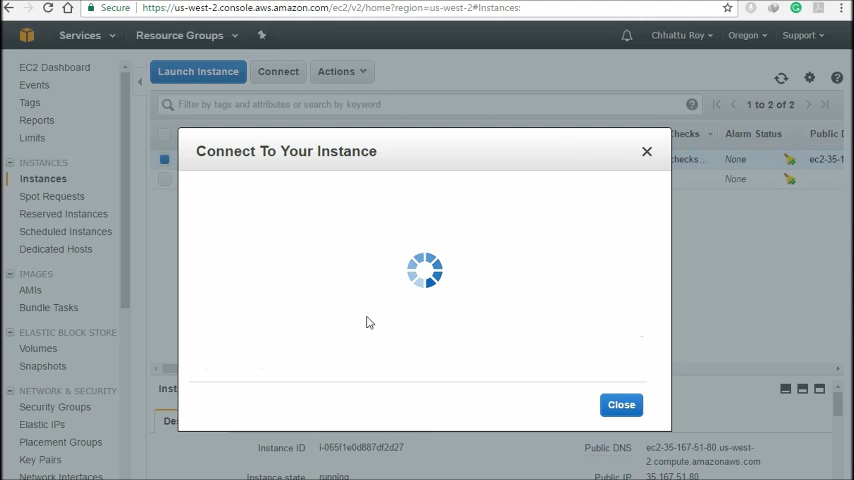 Secure https://us-west-2.console.aws.amazon.com/ec2/v2/home?region=us-west-2#Instances:
Services Resource Groups Chhattu Roy Oregon Support
EC2 Dashboard
Events
Tags
Reports
Limits
INSTANCES
Instances
Spot Requests
Reserved Instances
Scheduled Instances
Dedicated Hosts
IMAGES
AMIs
Bundle Tasks
ELASTIC BLOCK STORE
Volumes
Snapshots
NETWORK & SECURITY
Security Groups
Elastic IPs
Placement Groups
Key Pairs
Network Interfaces
Launch Instance Connect Actions
Filter by tags and attributes or search by keyword
1 to 2 of 2
Checks Alarm Status Public D
checks... None ec2-35-1
None
Connect To Your Instance
Close
Insta
Des
Instance ID i-065f1e0d887df2d27 Public DNS ec2-35-167-51-80.us-west-
2.compute.amazonaws.com
Instance state running Public IP 35.167.51.80